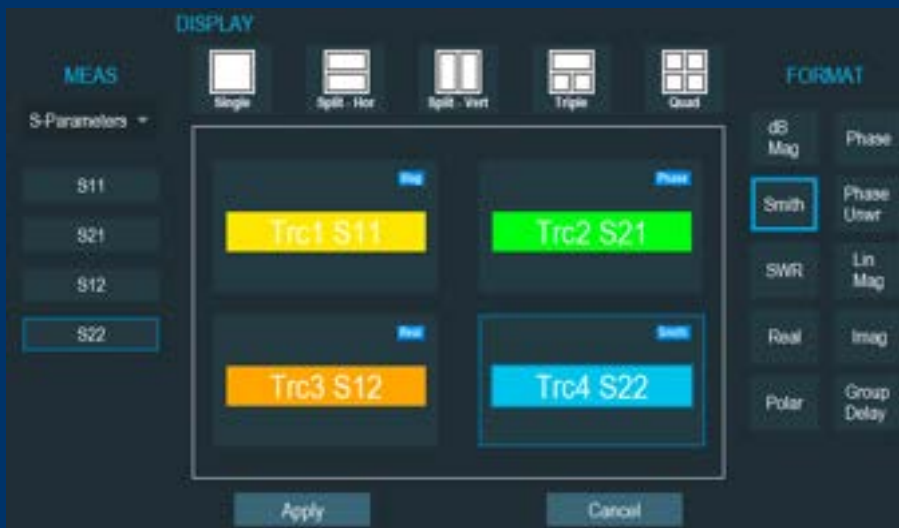 DISPLAY
MEAS
FORMAT
Single
Split - Hor
Split - Vert
Triple
Quad
S-Parameters
S11
S21
S12
S22
Mag
Trc1 S11
Phase
Trc2 S21
Real
Trc3 S12
Smith
Trc4 S22
dB
Mag
Phase
Smith
Phase
Unwr
SWR
Lin
Mag
Real
Imag
Polar
Group
Delay
Apply
Cancel